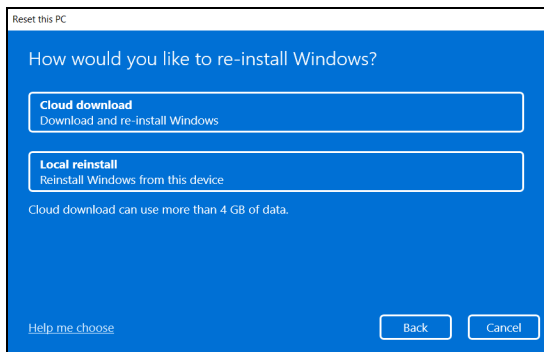 Reset this PC
How would you like to re-install Windows?
Cloud download
Download and re-install Windows
Local reinstall
Reinstall Windows from this device
Cloud download can use more than 4 GB of data.
Help me choose
Back
Cancel